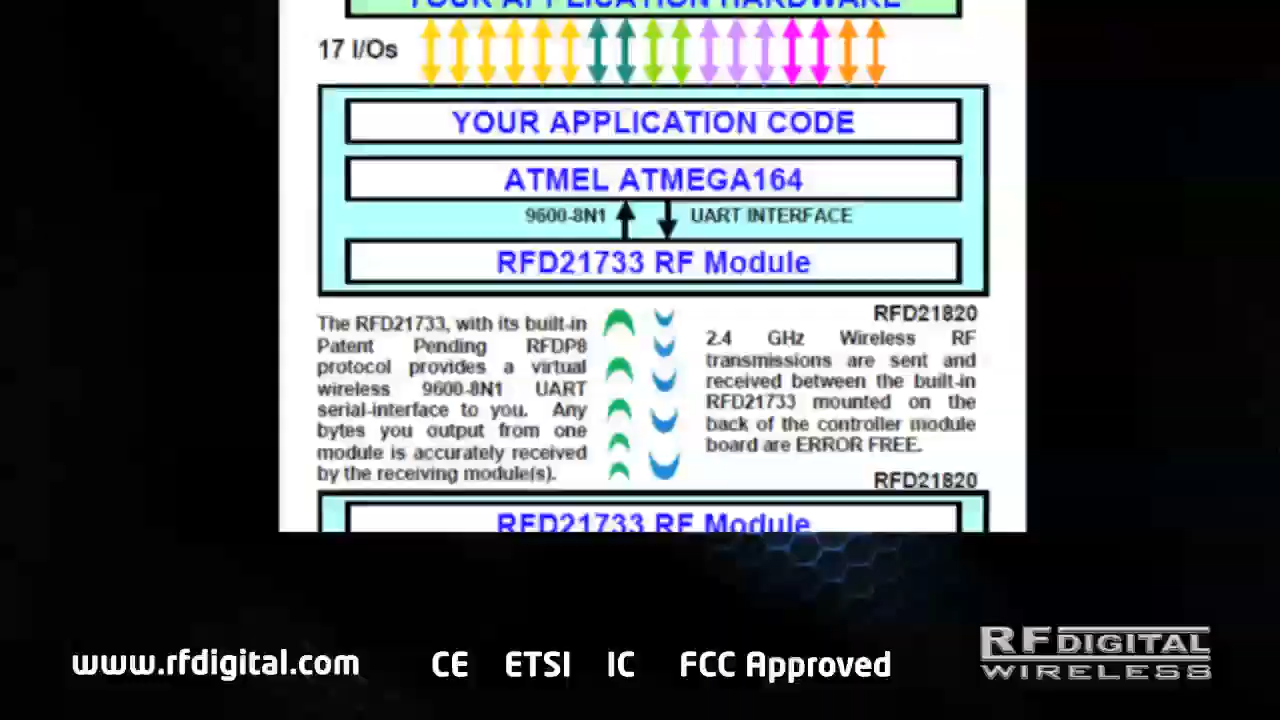 YOUR APPLICATION HARDWARE
17 I/Os
YOUR APPLICATION CODE
ATMEL ATMEGA164
9600-8N1 UART INTERFACE
RFD21733 RF Module
The RFD21733, with its built-in
Patent Pending RFDP8
protocol provides a virtual
wireless 9600-8N1 UART
serial-interface to you. Any
bytes you output from one
module is accurately received
by the receiving module(s).
RFD21820
2.4 GHz Wireless RF
transmissions are sent and
received between the built-in
RFD21733 mounted on the
back of the controller module
board are ERROR FREE.
RFD21820
RFD21733 RF Module
www.rfdigital.com CE ETSI IC FCC Approved
RF DIGITAL
WIRELESS